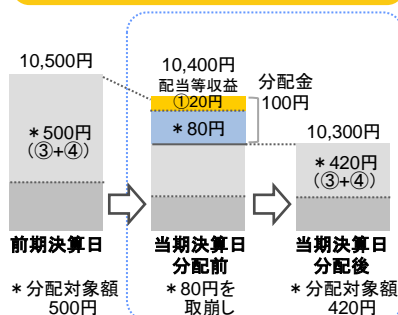 10,500円
＊500円
(③+④)
前期決算日
＊分配対象額
500円
10,400円
配当等収益
①20円
＊80円
分配金
100円
当期決算日
分配前
＊80円を
取崩し
10,300円
＊420円
(③+④)
当期決算日
分配後
＊分配対象額
420円